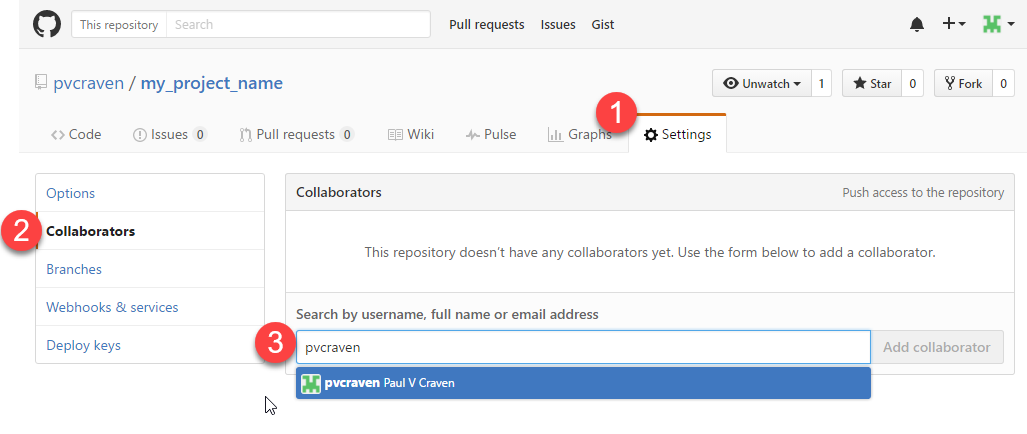 This repository Search Pull requests Issues Gist
pvcraven / my_project_name Unwatch 1 Star 0 Fork 0
1
Code Issues 0 Pull requests 0 Wiki Pulse Graphs Settings
Options
2 Collaborators
Branches
Webhooks & services
Deploy keys
Collaborators Push access to the repository
This repository doesn't have any collaborators yet. Use the form below to add a collaborator.
Search by username, full name or email address
3 pvcraven Add collaborator
pvcraven Paul V Craven